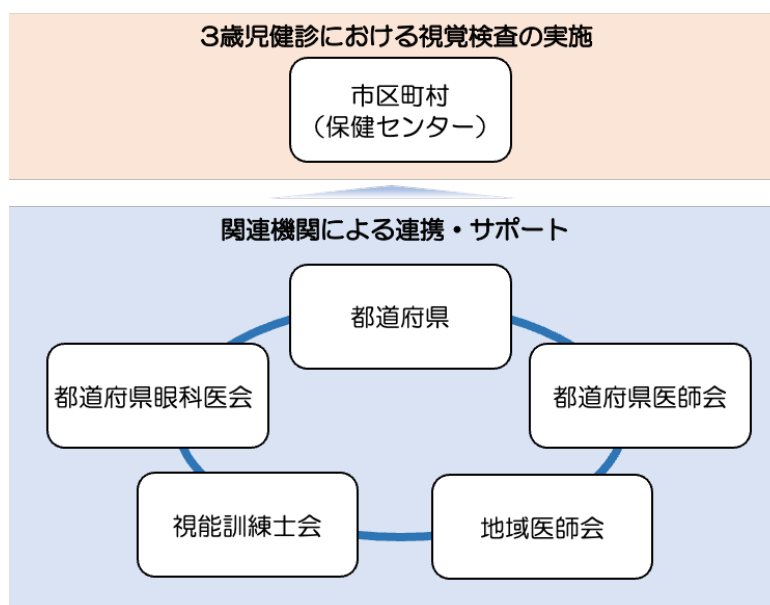 3歳児健診における視覚検査の実施
市区町村
（保健センター）
関連機関による連携・サポート
都道府県
都道府県眼科医会
都道府県医師会
視能訓練士会
地域医師会